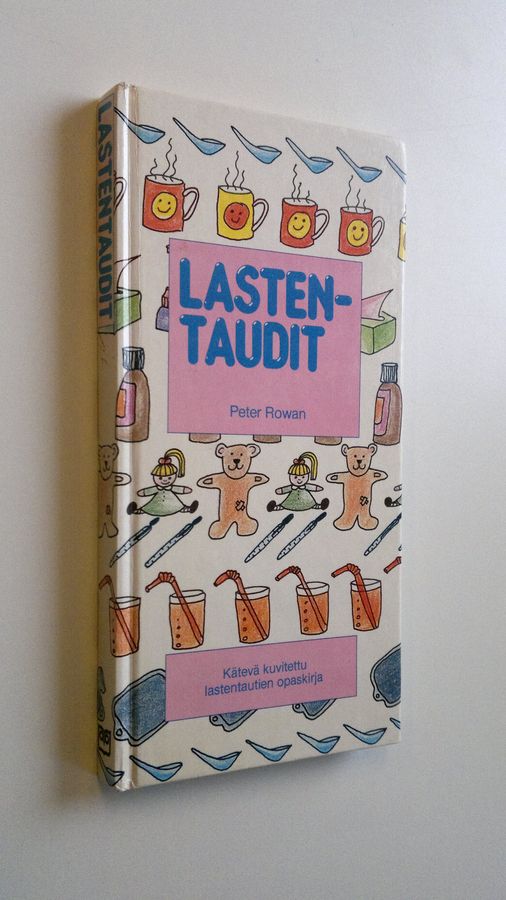 LASTENTAUDIT
LASTEN-
TAUDIT
Peter Rowan
Kätevä kuvitettu
lastentautien opaskirja